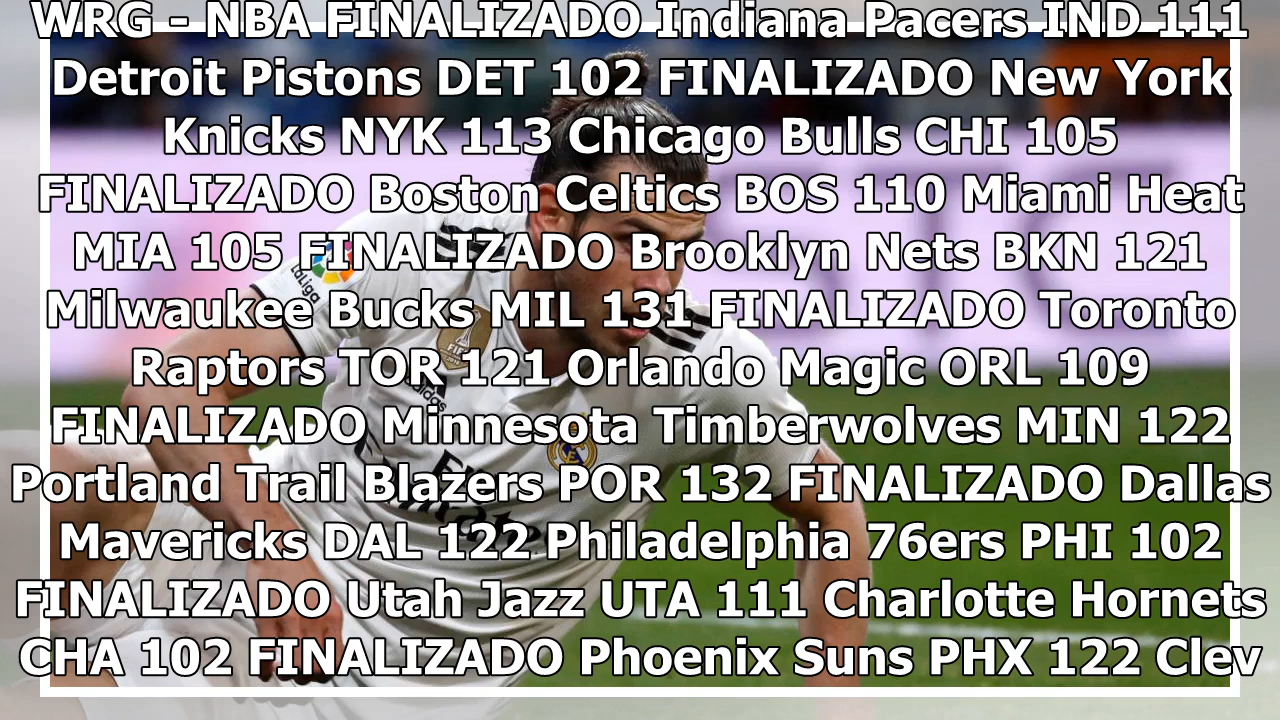 WRG - NBA FINALIZADO Indiana Pacers IND 111
Detroit Pistons DET 102 FINALIZADO New York
Knicks NYK 113 Chicago Bulls CHI 105
FINALIZADO Boston Celtics BOS 110 Miami Heat
MIA 105 FINALIZADO Brooklyn Nets BKN 121
Milwaukee Bucks MIL 131 FINALIZADO Toronto
Raptors TOR 121 Orlando Magic ORL 109
FINALIZADO Minnesota Timberwolves MIN 122
Portland Trail Blazers POR 132 FINALIZADO Dallas
Mavericks DAL 122 Philadelphia 76ers PHI 102
FINALIZADO Utah Jazz UTA 111 Charlotte Hornets
CHA 102 FINALIZADO Phoenix Suns PHX 122 Clev
LaLiga
adidas